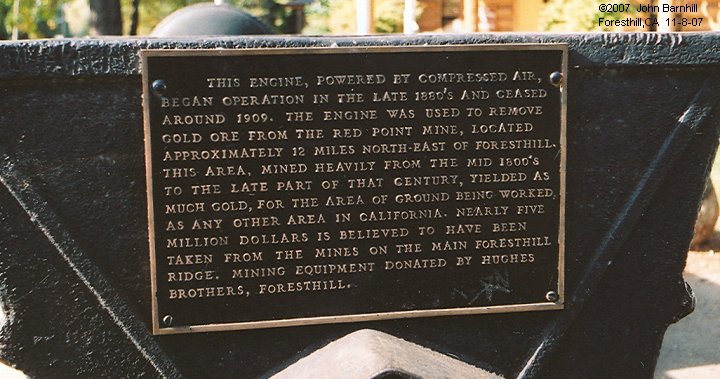 ©2007 John Barnhill
Foresthill,CA 11-8-07
THIS ENGINE, POWERED BY COMPRESSED AIR,
BEGAN OPERATION IN THE LATE 1880'S AND CEASED
AROUND 1909. THE ENGINE WAS USED TO REMOVE
GOLD ORE FROM THE RED POINT MINE, LOCATED
APPROXIMATELY 12 MILES NORTH-EAST OF FORESTHILL.
THIS AREA, MINED HEAVILY FROM THE MID 1800'S
TO THE LATE PART OF THAT CENTURY, YIELDED AS
MUCH GOLD, FOR THE AREA OF GROUND BEING WORKED,
AS ANY OTHER AREA IN CALIFORNIA. NEARLY FIVE
MILLION DOLLARS IS BELIEVED TO HAVE BEEN
TAKEN FROM THE MINES ON THE MAIN FORESTHILL
RIDGE. MINING EQUIPMENT DONATED BY HUGHES
BROTHERS, FORESTHILL.